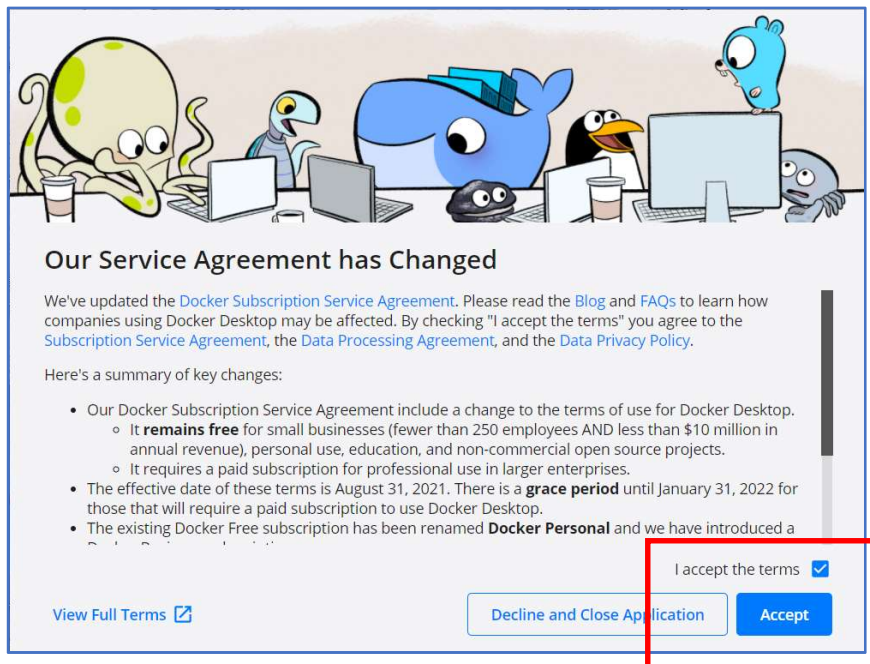 Our Service Agreement has Changed
We've updated the Docker Subscription Service Agreement. Please read the Blog and FAQs to learn how
companies using Docker Desktop may be affected. By checking "I accept the terms" you agree to the
Subscription Service Agreement, the Data Processing Agreement, and the Data Privacy Policy.
Here's a summary of key changes:
• Our Docker Subscription Service Agreement include a change to the terms of use for Docker Desktop.
◦ It remains free for small businesses (fewer than 250 employees AND less than $10 million in
annual revenue), personal use, education, and non-commercial open source projects.
◦ It requires a paid subscription for professional use in larger enterprises.
• The effective date of these terms is August 31, 2021. There is a grace period until January 31, 2022 for
those that will require a paid subscription to use Docker Desktop.
• The existing Docker Free subscription has been renamed Docker Personal and we have introduced a
I accept the terms
View Full Terms
Decline and Close Application
Accept